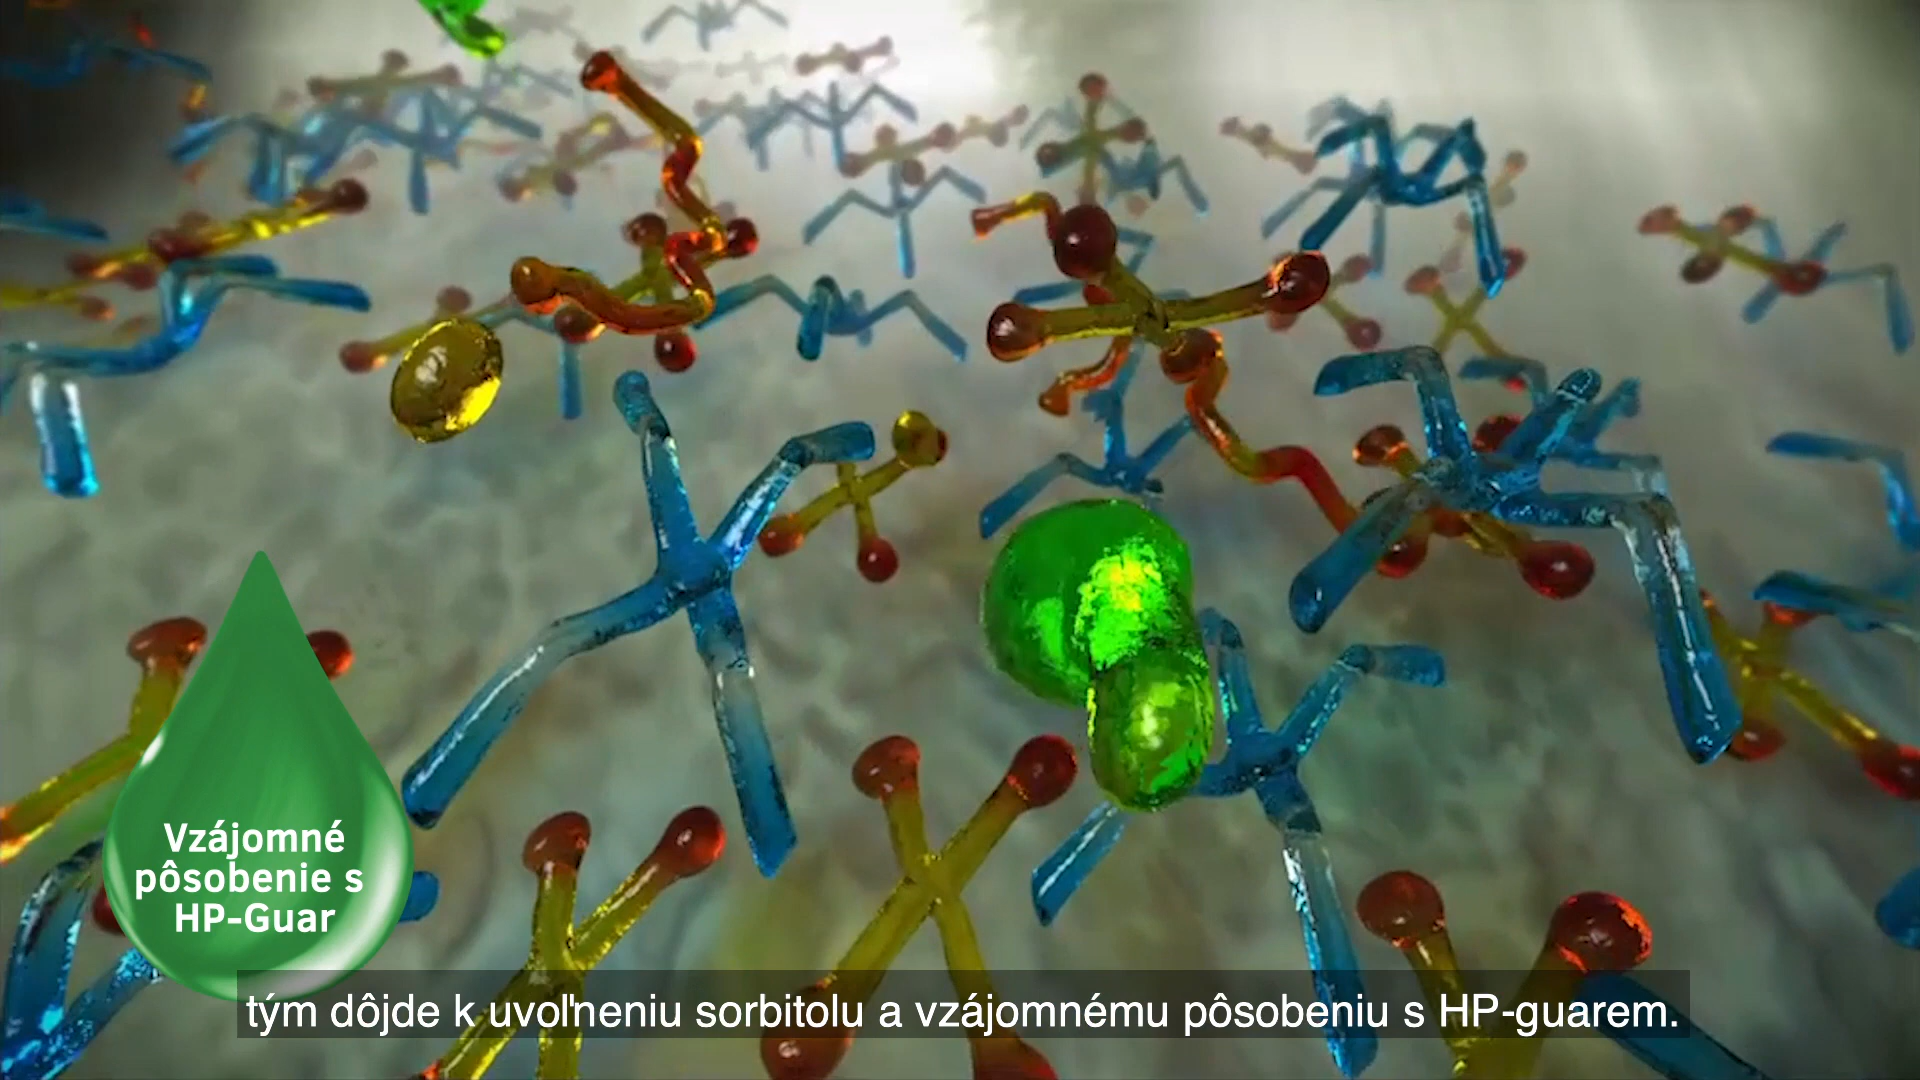 Vzájomné
pôsobenie s
HP-Guar
tým dôjde k uvoľneniu sorbitolu a vzájomnému pôsobeniu s HP-guarem.